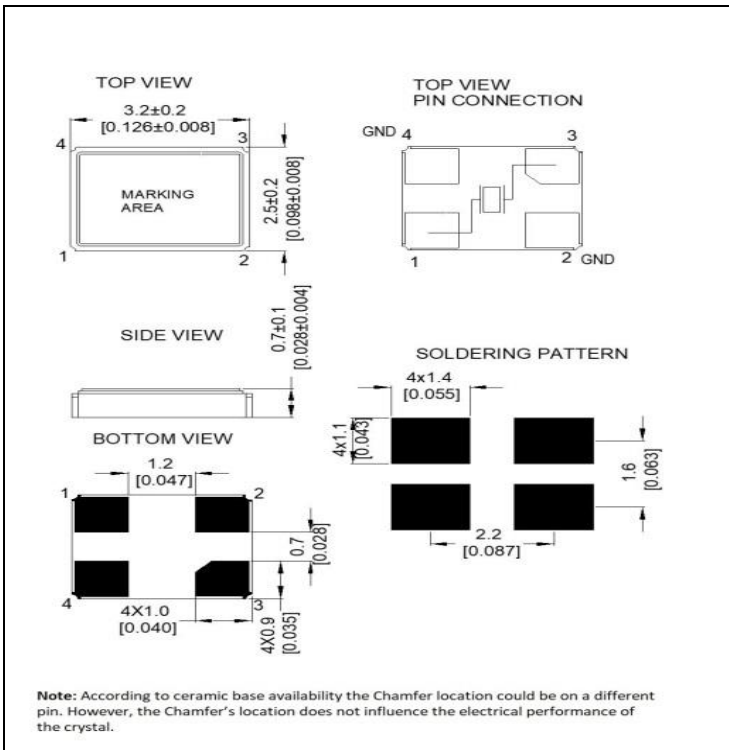 TOP VIEW
3.2±0.2
[0.126±0.008]
4
3
MARKING
AREA
2.5±0.2
[0.098±0.008]
1
2
TOP VIEW
PIN CONNECTION
GND 4
3
1
2 GND
SIDE VIEW
0.7±0.1
[0.028±0.004]
BOTTOM VIEW
1.2
[0.047]
1
2
0.7
[0.028]
4
3
4X1.0
[0.040]
4X0.9
[0.035]
SOLDERING PATTERN
4x1.4
[0.055]
4x1.1
[0.043]
1.6
[0.063]
2.2
[0.087]
Note: According to ceramic base availability the Chamfer location could be on a different
pin. However, the Chamfer's location does not influence the electrical performance of
the crystal.